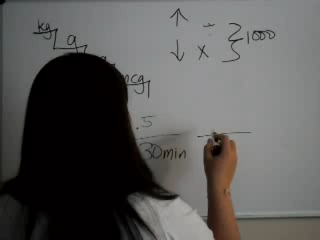 kg
g
mcg
↑ ÷
↓ x } 1000
.5
30min